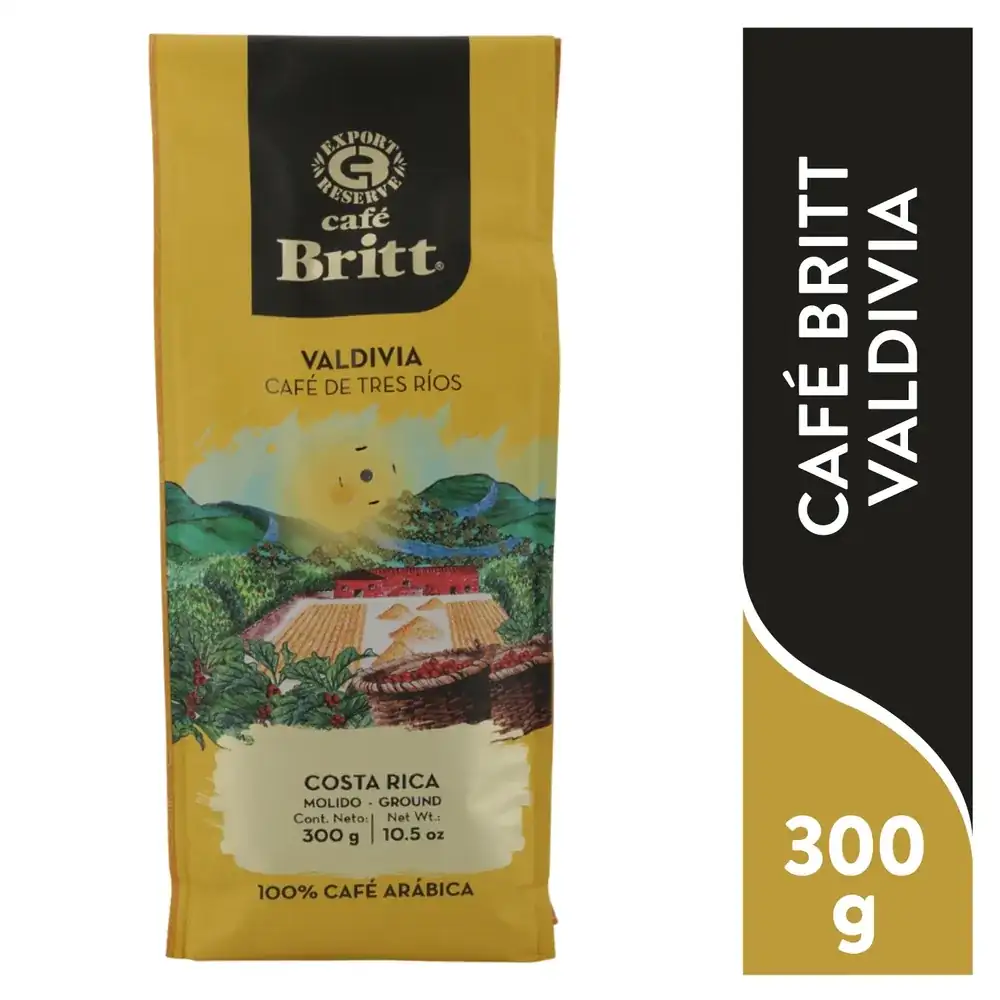 EXPORT
RESERVE
café
Britt®
VALDIVIA
CAFÉ DE TRES RÍOS
COSTA RICA
MOLIDO - GROUND
Cont. Neto: Net Wt.:
300 g 10.5 oz
100% CAFÉ ARÁBICA
CAFÉ BRITT
VALDIVIA
300
g